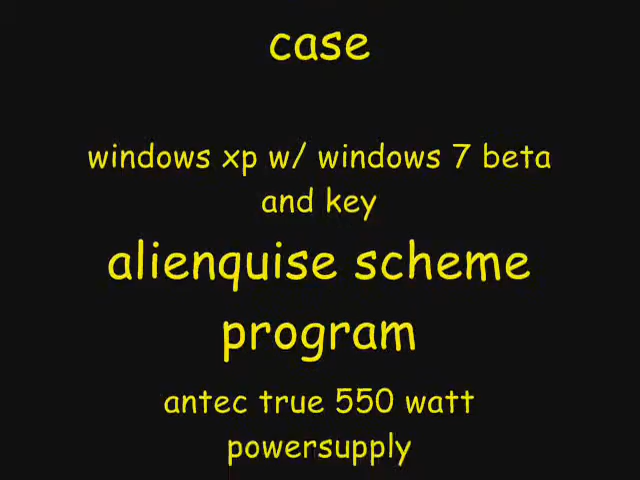 case
windows xp w/ windows 7 beta
and key
alienquise scheme
program
antec true 550 watt
powersupply